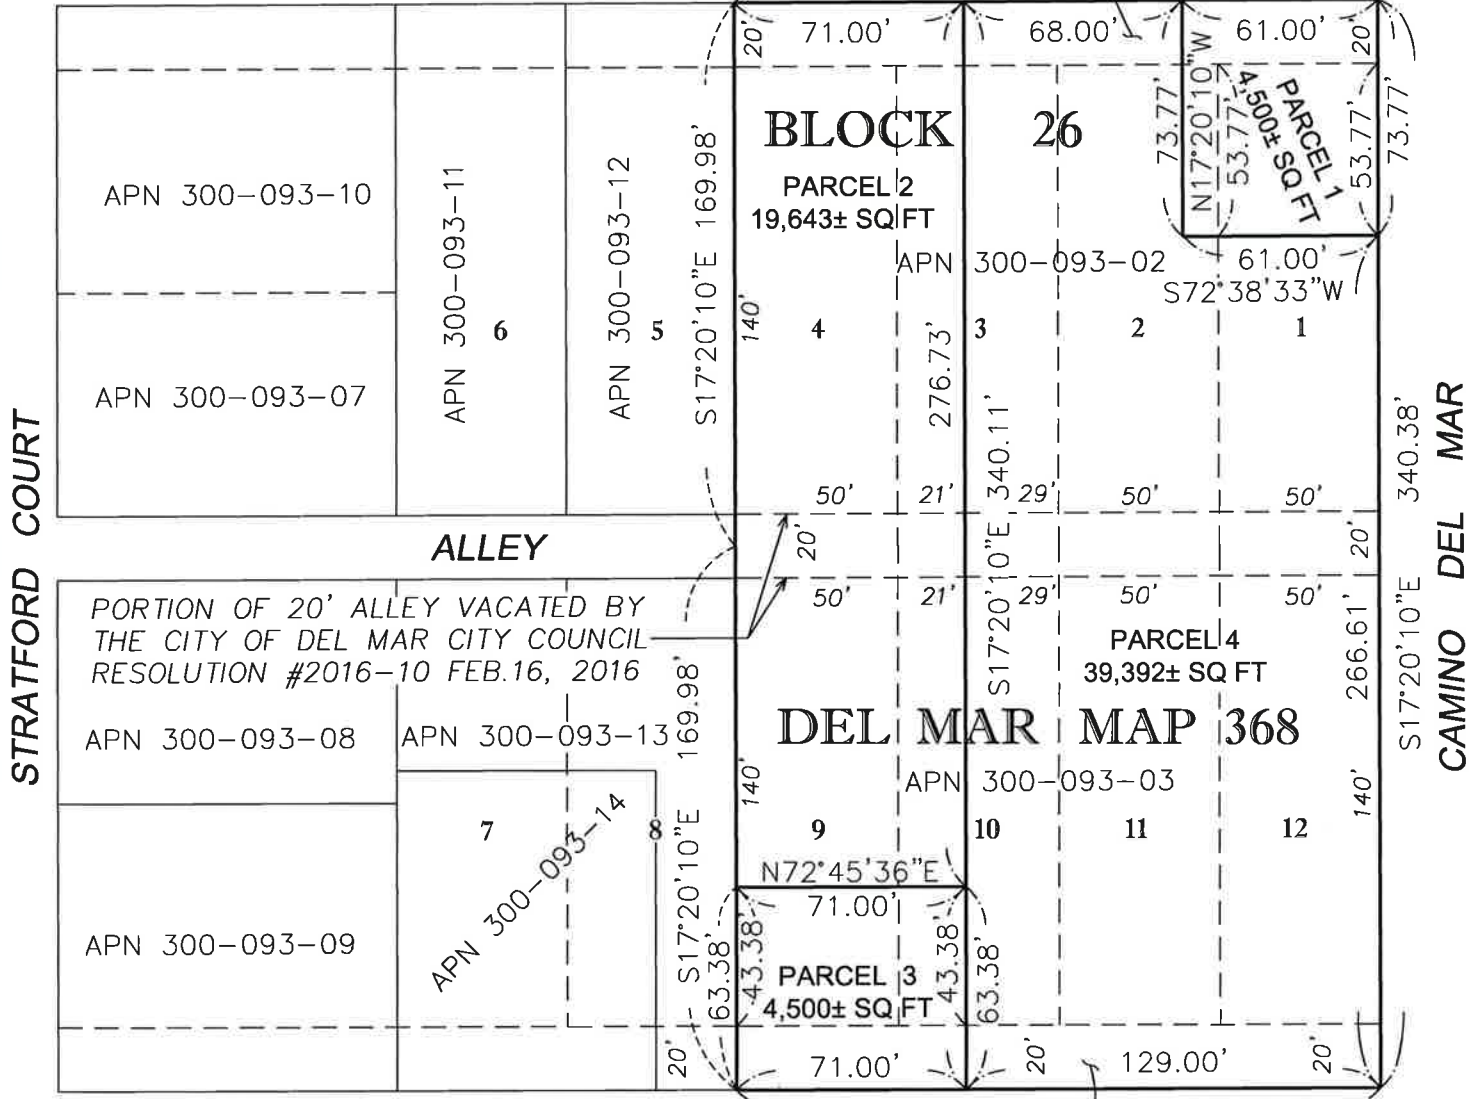 20'
71.00'
68.00'
61.00'
20'
BLOCK 26
PARCEL 2
19,643± SQ FT
73.77'
N17°20'10"W
53.77'
PARCEL 1
4,500± SQ FT
53.77'
73.77'
APN 300-093-10
APN 300-093-11
APN 300-093-12
S17°20'10"E 169.98'
APN 300-093-02
61.00'
S72°38'33"W
6
5
140'
4
276.73'
3
2
1
APN 300-093-07
340.11'
340.38'
50'
21'
29'
50'
50'
STRATFORD COURT
ALLEY
20'
S17°20'10"E
20'
CAMINO DEL MAR
PORTION OF 20' ALLEY VACATED BY
THE CITY OF DEL MAR CITY COUNCIL
RESOLUTION #2016-10 FEB.16, 2016
50'
21'
29'
50'
50'
PARCEL 4
39,392± SQ FT
266.61'
S17°20'10"E
APN 300-093-08
APN 300-093-13
S17°20'10"E 169.98'
DEL MAR MAP 368
APN 300-093-03
140'
140'
7
8
9
10
11
12
APN 300-093-14
N72°45'36"E
71.00'
APN 300-093-09
63.38'
43.38'
PARCEL 3
4,500± SQ FT
43.38'
63.38'
20'
71.00'
20'
129.00'
20'